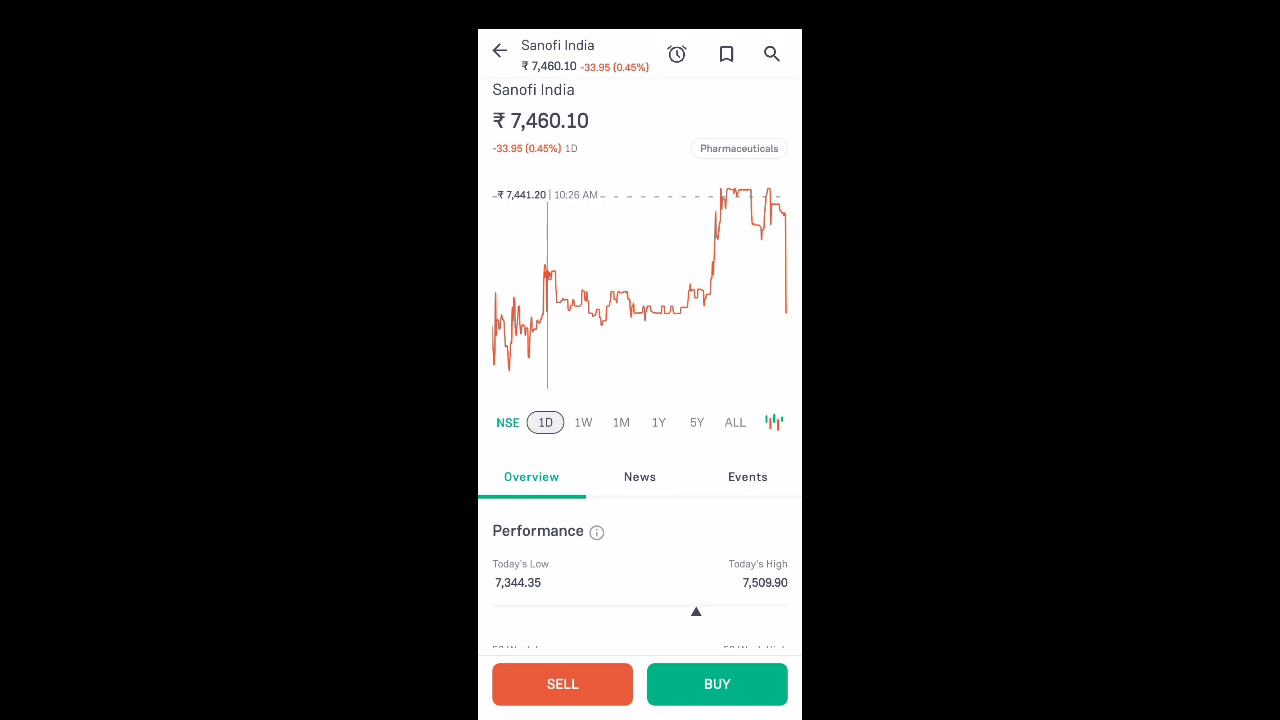 Sanofi India
₹ 7,460.10 -33.95 (0.45%)
Sanofi India
₹ 7,460.10
-33.95 (0.45%) 1D
Pharmaceuticals
₹ 7,441.20 | 10:26 AM
NSE 1D 1W 1M 1Y 5Y ALL
Overview News Events
Performance
Today's Low Today's High
7,344.35 7,509.90
SELL BUY